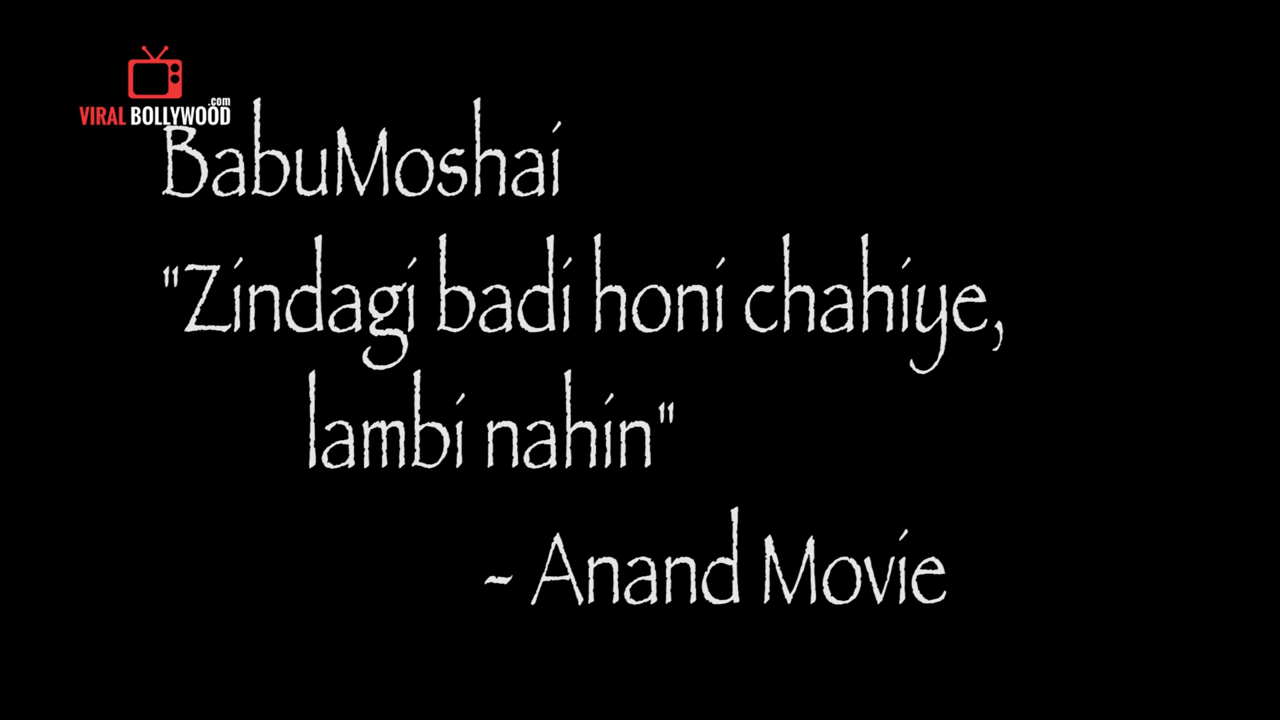 .com
VIRAL BOLLYWOOD
BabuMoshai
"Zindagi badi honi chahiye,
lambi nahin"
- Anand Movie